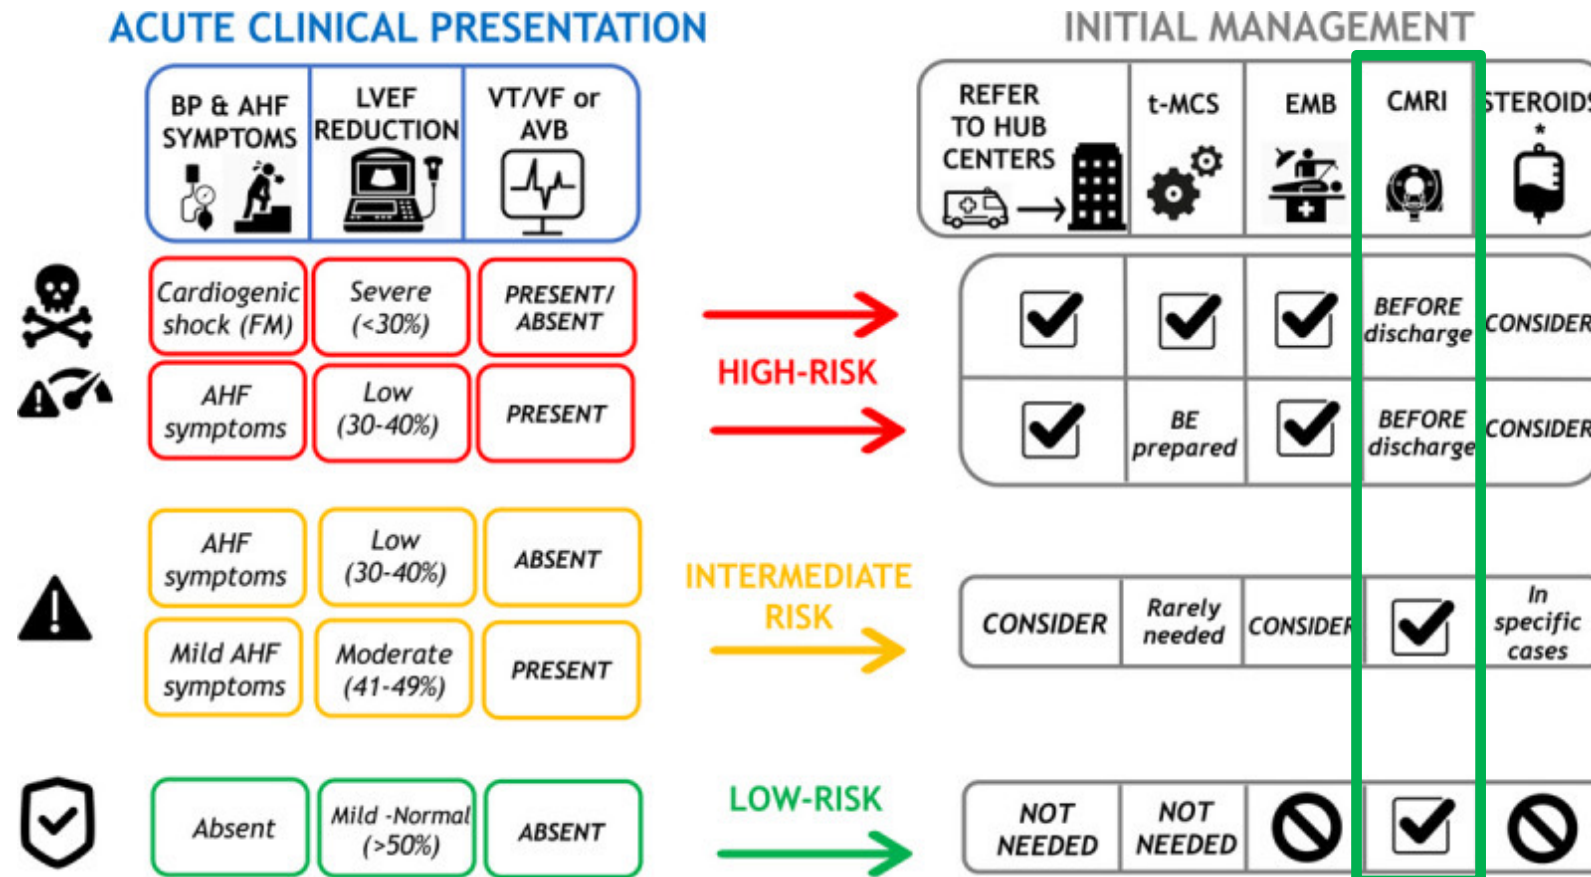 ACUTE CLINICAL PRESENTATION
INITIAL MANAGEMENT
BP & AHF
SYMPTOMS
LVEF
REDUCTION
VT/VF or
AVB
REFER
TO HUB
CENTERS
t-MCS
EMB
CMRI
STEROIDS
*
Cardiogenic
shock (FM)
Severe
(<30%)
PRESENT/
ABSENT
BEFORE
discharge
CONSIDER
HIGH-RISK
AHF
symptoms
Low
(30-40%)
PRESENT
BE
prepared
BEFORE
discharge
CONSIDER
AHF
symptoms
Low
(30-40%)
ABSENT
INTERMEDIATE
RISK
Mild AHF
symptoms
Moderate
(41-49%)
PRESENT
CONSIDER
Rarely
needed
CONSIDER
In
specific
cases
LOW-RISK
Absent
Mild -Normal
(>50%)
ABSENT
NOT
NEEDED
NOT
NEEDED